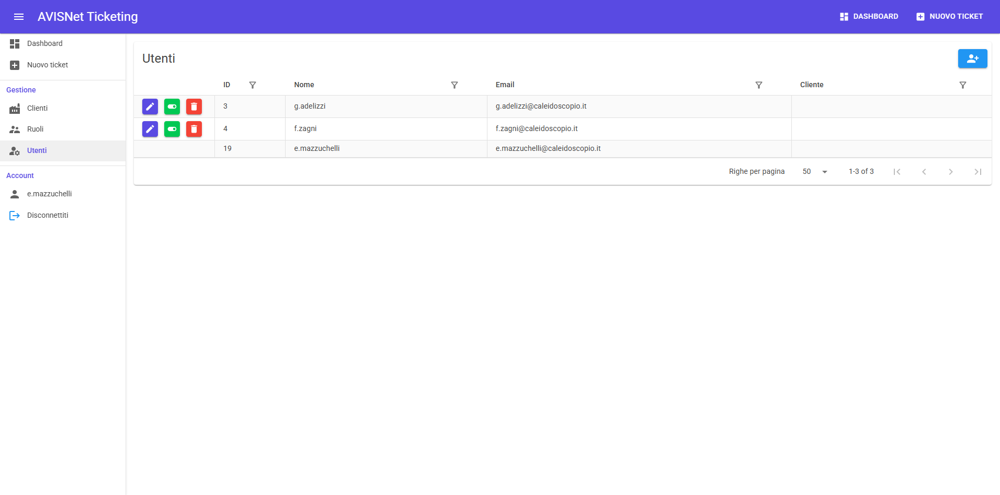 AVISNet Ticketing
DASHBOARD
NUOVO TICKET
Dashboard
Nuovo ticket
Gestione
Clienti
Ruoli
Utenti
Account
e.mazzuchelli
Disconnettiti
Utenti
ID Nome Email Cliente
3 g.adelizzi g.adelizzi@caleidoscopio.it
4 f.zagni f.zagni@caleidoscopio.it
19 e.mazzuchelli e.mazzuchelli@caleidoscopio.it
Righe per pagina 50 1-3 of 3